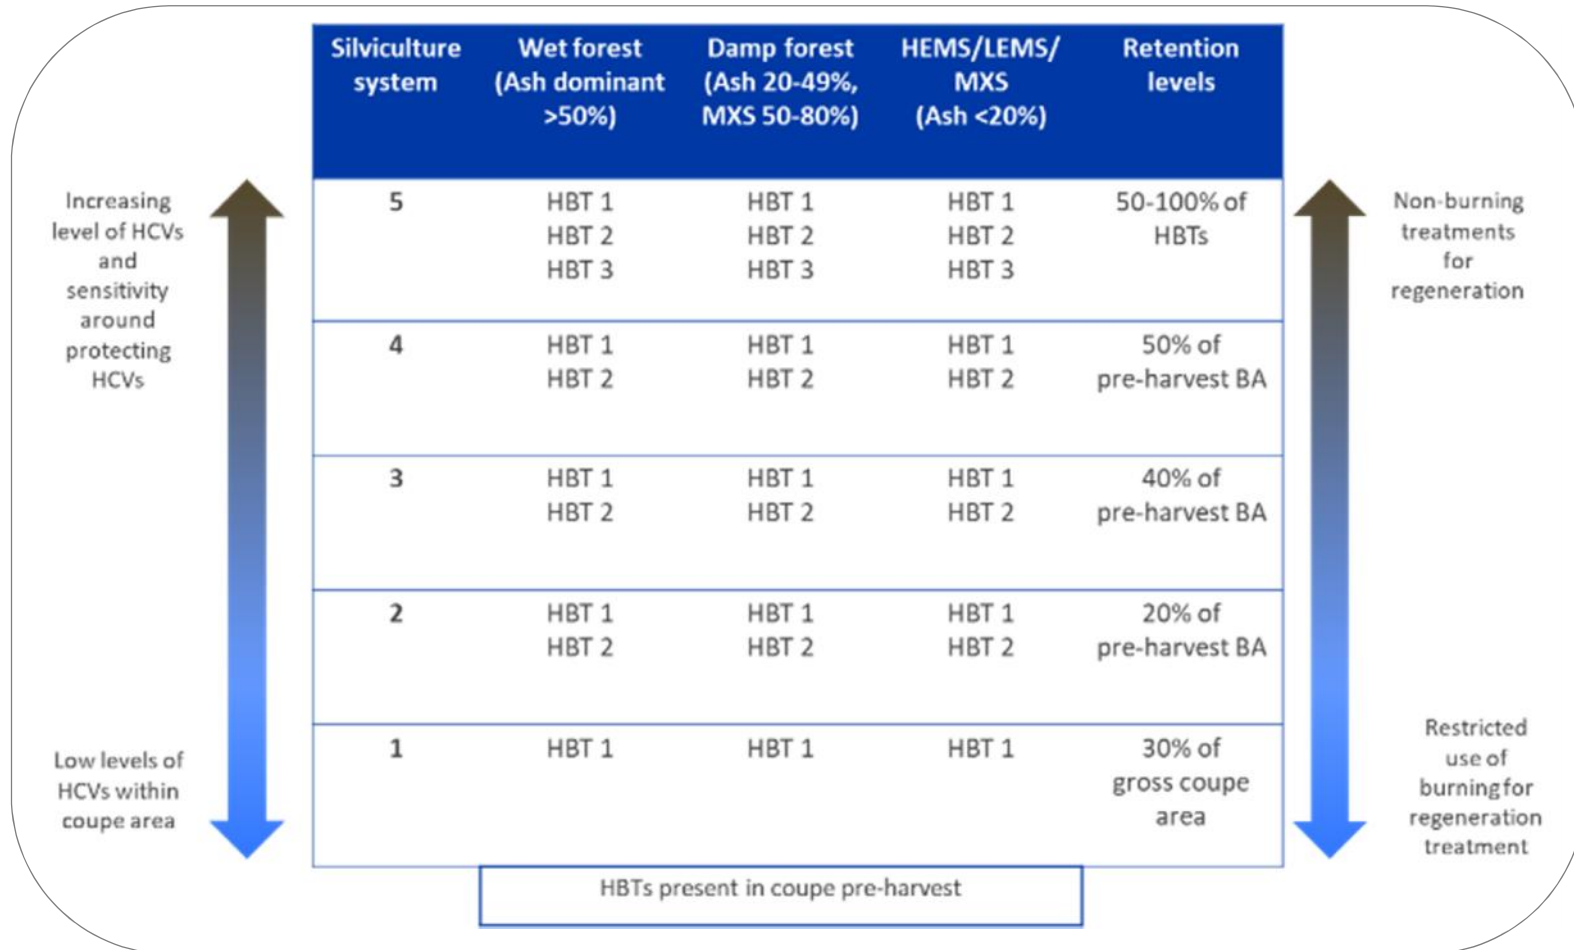 Silviculture system
Wet forest (Ash dominant >50%)
Damp forest (Ash 20-49%, MXS 50-80%)
HEMS/LEMS/ MXS (Ash <20%)
Retention levels
Increasing
level of HCVs
and
sensitivity
around
protecting
HCVs
Low levels of
HCVs within
coupe area
5
HBT 1
HBT 2
HBT 3
HBT 1
HBT 2
HBT 3
HBT 1
HBT 2
HBT 3
50-100% of
HBTs
4
HBT 1
HBT 2
HBT 1
HBT 2
HBT 1
HBT 2
50% of
pre-harvest BA
3
HBT 1
HBT 2
HBT 1
HBT 2
HBT 1
HBT 2
40% of
pre-harvest BA
2
HBT 1
HBT 2
HBT 1
HBT 2
HBT 1
HBT 2
20% of
pre-harvest BA
1
HBT 1
HBT 1
HBT 1
30% of
gross coupe
area
HBTs present in coupe pre-harvest
Non-burning
treatments
for
regeneration
Restricted
use of
burning for
regeneration
treatment